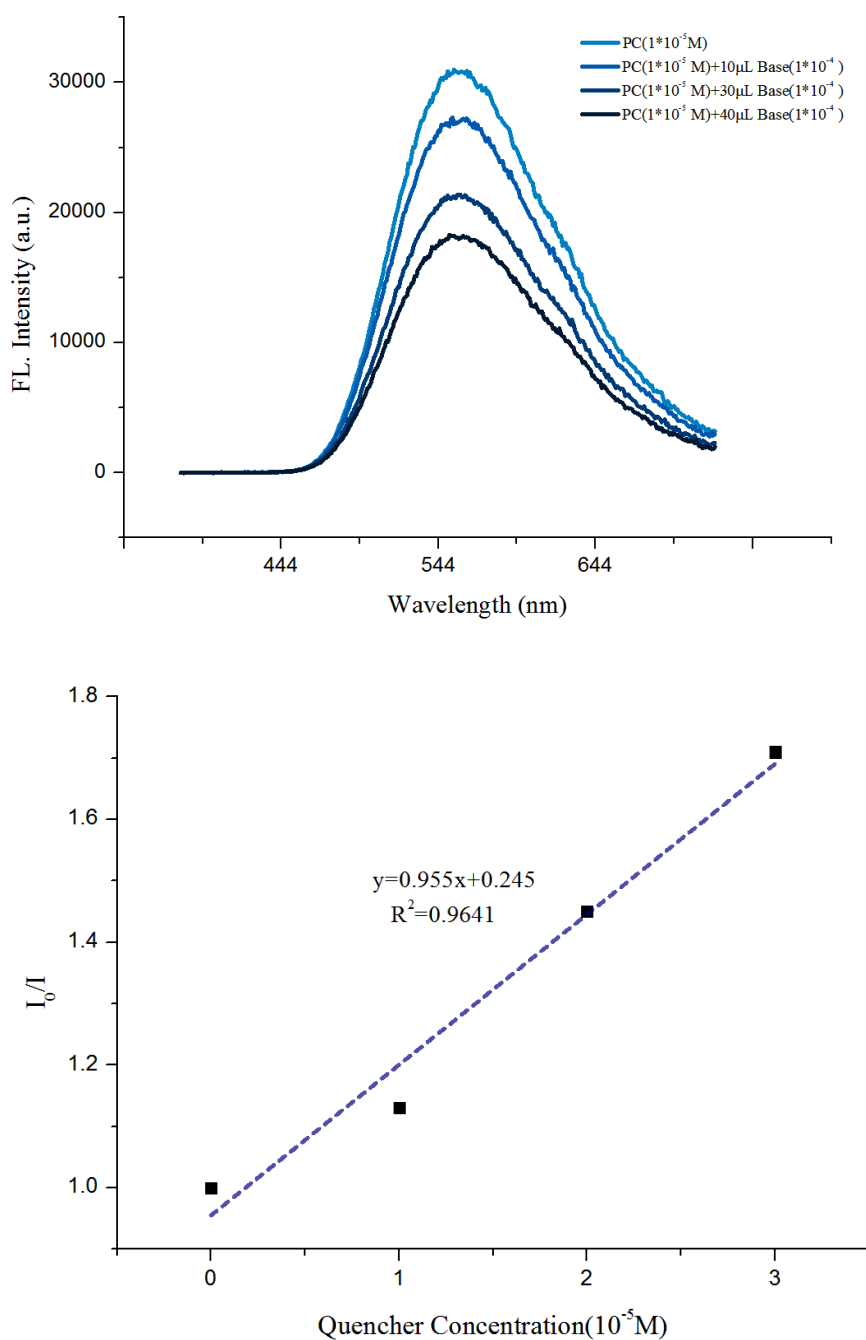 PC(1*10⁻⁵M)
PC(1*10⁻⁵ M)+10μL Base(1*10⁻⁴ )
PC(1*10⁻⁵ M)+30μL Base(1*10⁻⁴ )
PC(1*10⁻⁵ M)+40μL Base(1*10⁻⁴ )
30000
20000
10000
0
FL. Intensity (a.u.)
444 544 644
Wavelength (nm)
1.8
1.6
1.4
1.2
1.0
I₀/I
y=0.955x+0.245
R²=0.9641
0 1 2 3
Quencher Concentration(10⁻⁵M)